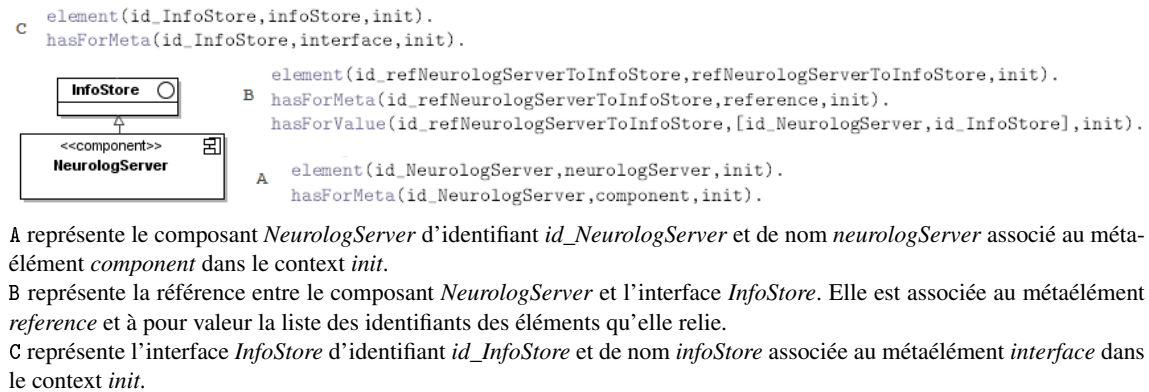 C
element(id_InfoStore,infoStore,init).
hasForMeta(id_InfoStore,interface,init).
InfoStore
<<component>>
NeurologServer
B
element(id_refNeurologServerToInfoStore,refNeurologServerToInfoStore,init).
hasForMeta(id_refNeurologServerToInfoStore,reference,init).
hasForValue(id_refNeurologServerToInfoStore,[id_NeurologServer,id_InfoStore],init).
A
element(id_NeurologServer,neurologServer,init).
hasForMeta(id_NeurologServer,component,init).
A représente le composant NeurologServer d’identifiant id_NeurologServer et de nom neurologServer associé au méta-
élément component dans le context init.
B représente la référence entre le composant NeurologServer et l’interface InfoStore. Elle est associée au métaélément
reference et à pour valeur la liste des identifiants des éléments qu’elle relie.
C représente l’interface InfoStore d’identifiant id_InfoStore et de nom infoStore associée au métaélément interface dans
le context init.